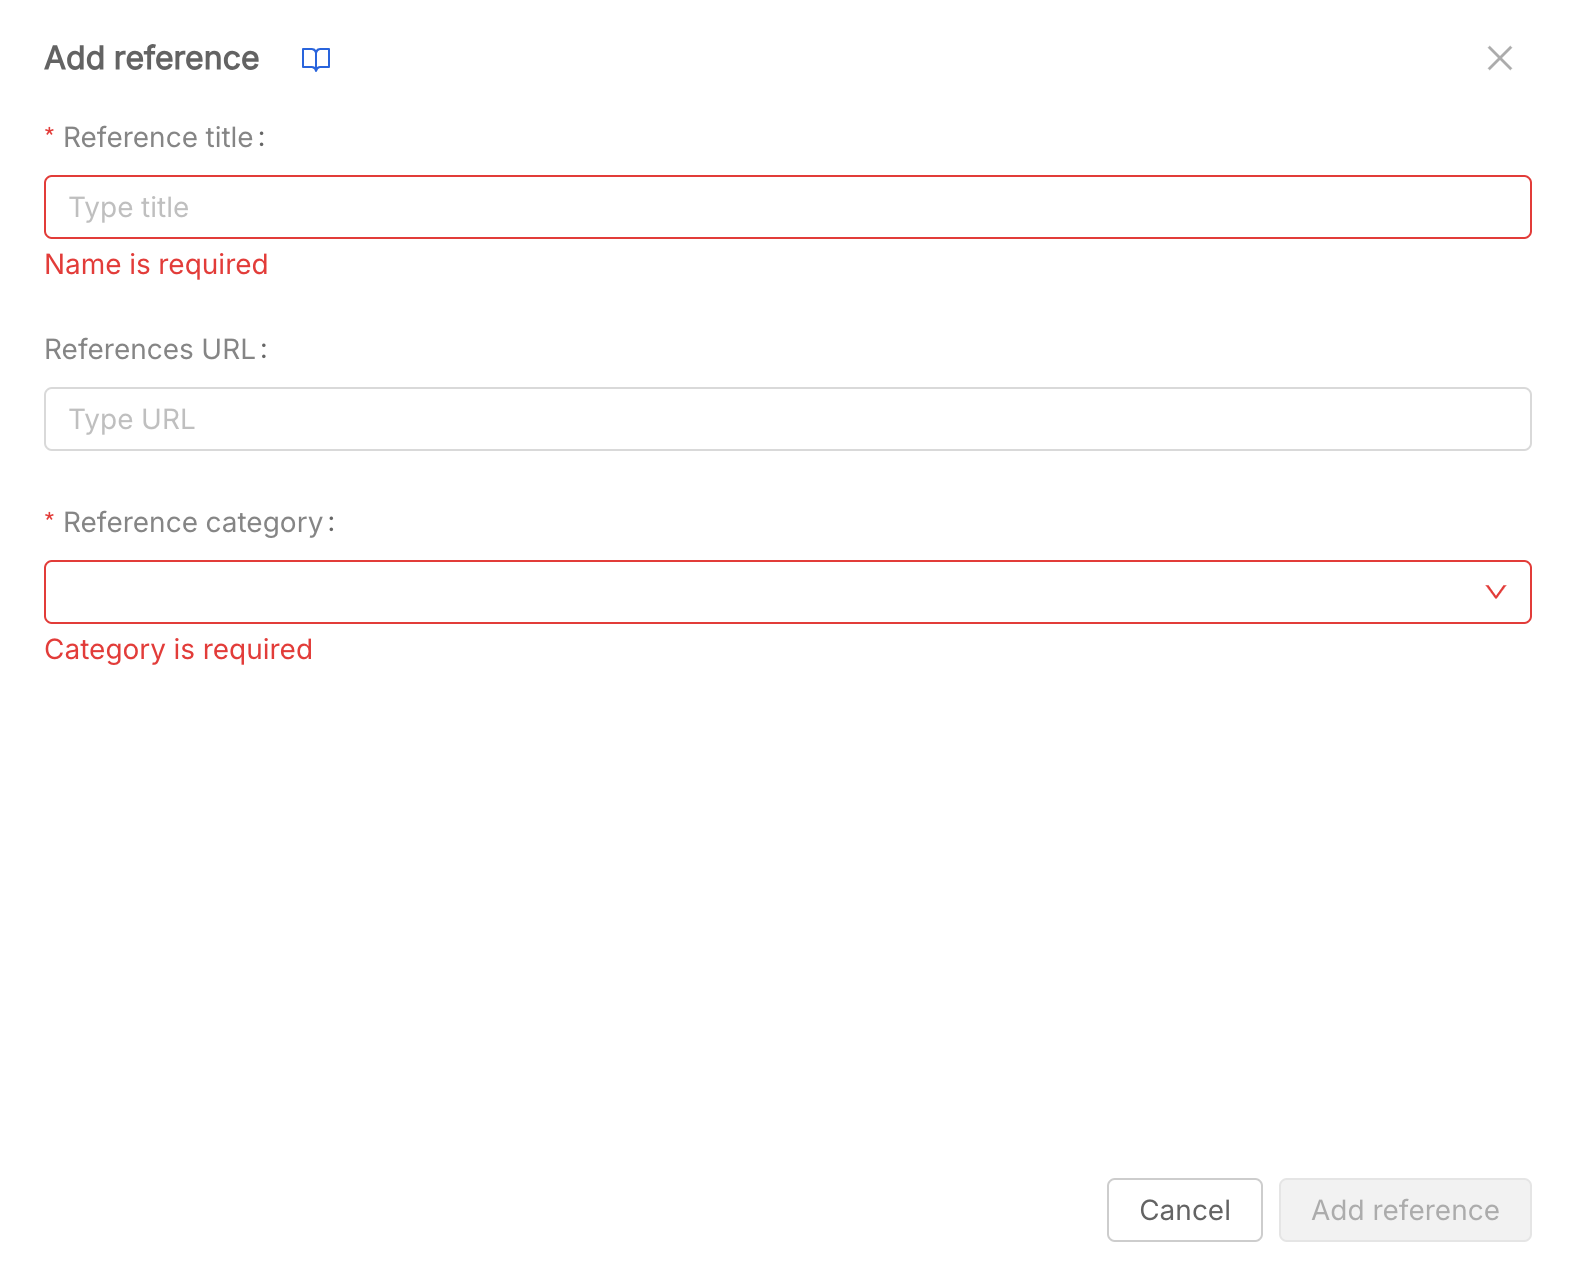 Add reference
* Reference title:
Type title
Name is required
References URL:
Type URL
* Reference category:
Category is required
Cancel
Add reference